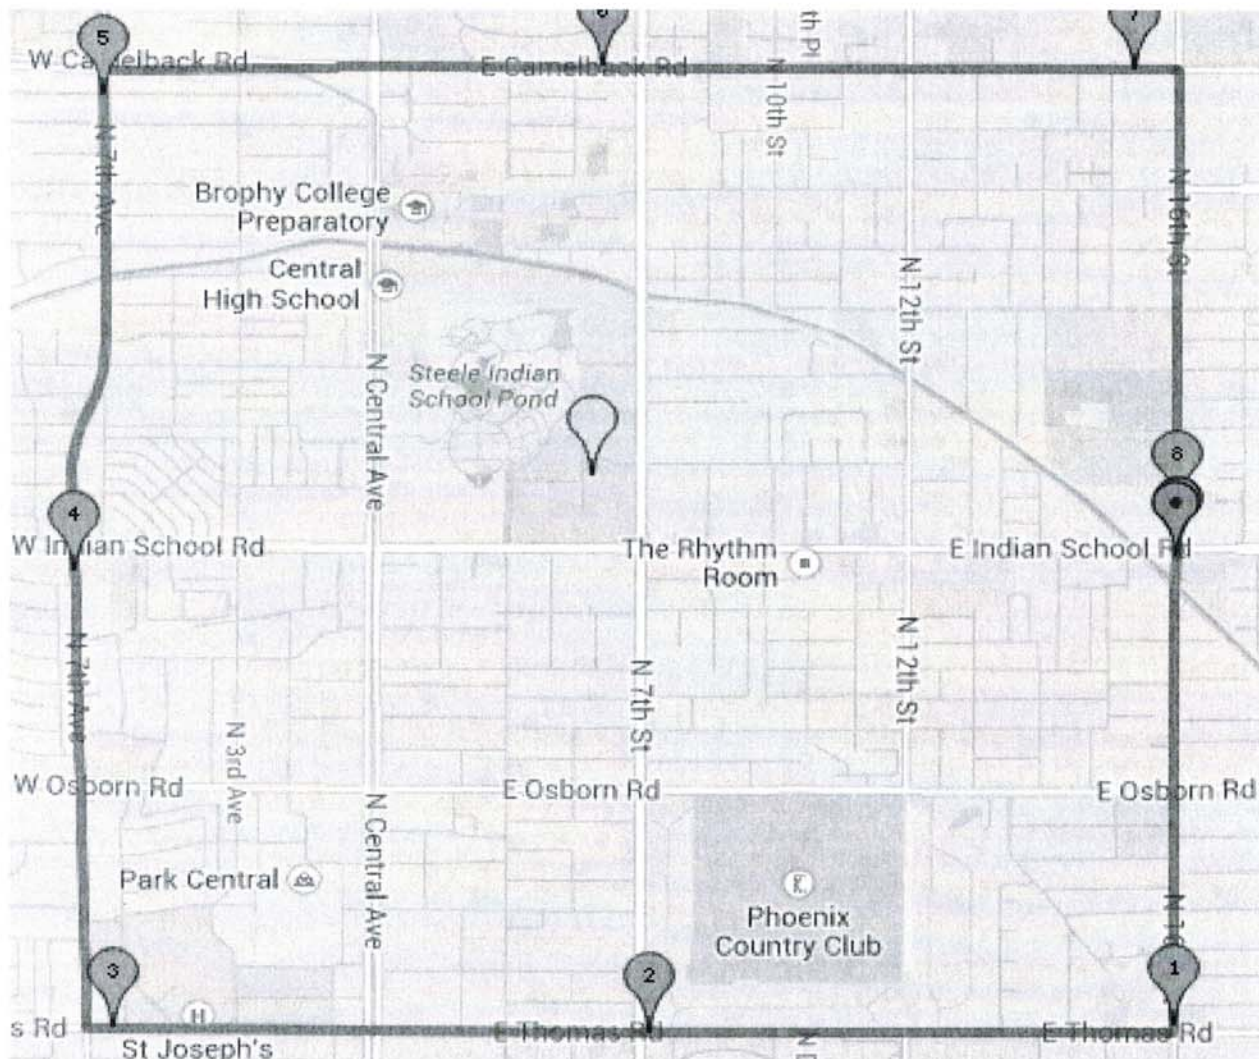 5
W Camelback Rd
E Camelback Rd
th Pl
N 10th St
N 7th Ave
Brophy College
Preparatory
N 16th St
Central
High School
N 12th St
Steele Indian
School Pond
N Central Ave
8
4
W Indian School Rd
The Rhythm
Room
E Indian School Rd
N 7th Ave
N 7th St
N 12th St
N 3rd Ave
W Osborn Rd
E Osborn Rd
E Osborn Rd
N Central Ave
Park Central
Phoenix
Country Club
3
2
1
H
s Rd
E Thomas Rd
E Thomas Rd
St Joseph's